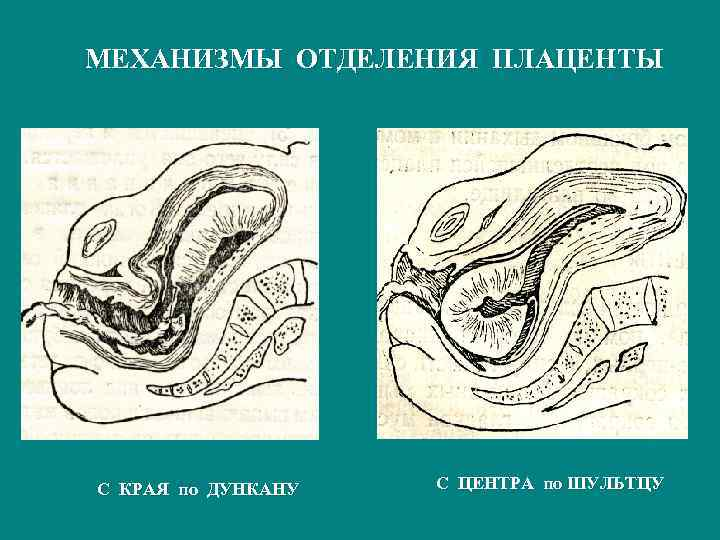 МЕХАНИЗМЫ ОТДЕЛЕНИЯ ПЛАЦЕНТЫ
С КРАЯ по ДУНКАНУ
С ЦЕНТРА по ШУЛЬТЦУ